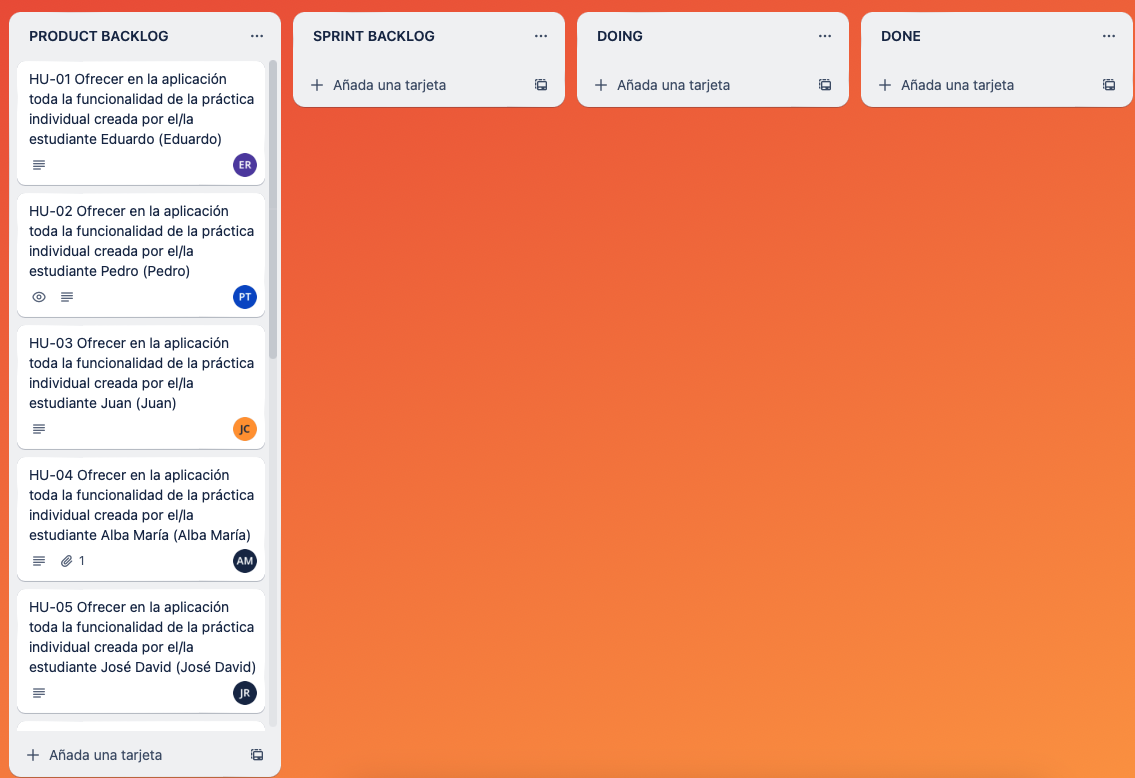 PRODUCT BACKLOG
HU-01 Ofrecer en la aplicación
toda la funcionalidad de la práctica
individual creada por el/la
estudiante Eduardo (Eduardo)
ER
HU-02 Ofrecer en la aplicación
toda la funcionalidad de la práctica
individual creada por el/la
estudiante Pedro (Pedro)
PT
HU-03 Ofrecer en la aplicación
toda la funcionalidad de la práctica
individual creada por el/la
estudiante Juan (Juan)
JC
HU-04 Ofrecer en la aplicación
toda la funcionalidad de la práctica
individual creada por el/la
estudiante Alba María (Alba María)
1
AM
HU-05 Ofrecer en la aplicación
toda la funcionalidad de la práctica
individual creada por el/la
estudiante José David (José David)
JR
Añada una tarjeta
SPRINT BACKLOG
Añada una tarjeta
DOING
Añada una tarjeta
DONE
Añada una tarjeta